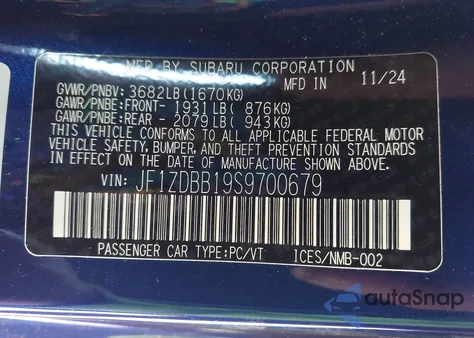 MFD BY SUBARU CORPORATION
GVWR/PNBV: 3682LB(1670KG)
MFD IN 11/24
GAWR/PNBE:FRONT- 1931LB( 876KG)
GAWR/PNBE:REAR - 2079LB( 943KG)
THIS VEHICLE CONFORMS TO ALL APPLICABLE FEDERAL MOTOR
VEHICLE SAFETY, BUMPER, AND THEFT PREVENTION STANDARDS
IN EFFECT ON THE DATE OF MANUFACTURE SHOWN ABOVE.
VIN: JF1ZDBB19S9700679
PASSENGER CAR TYPE:PC/VT ICES/NMB-002
autoSnap